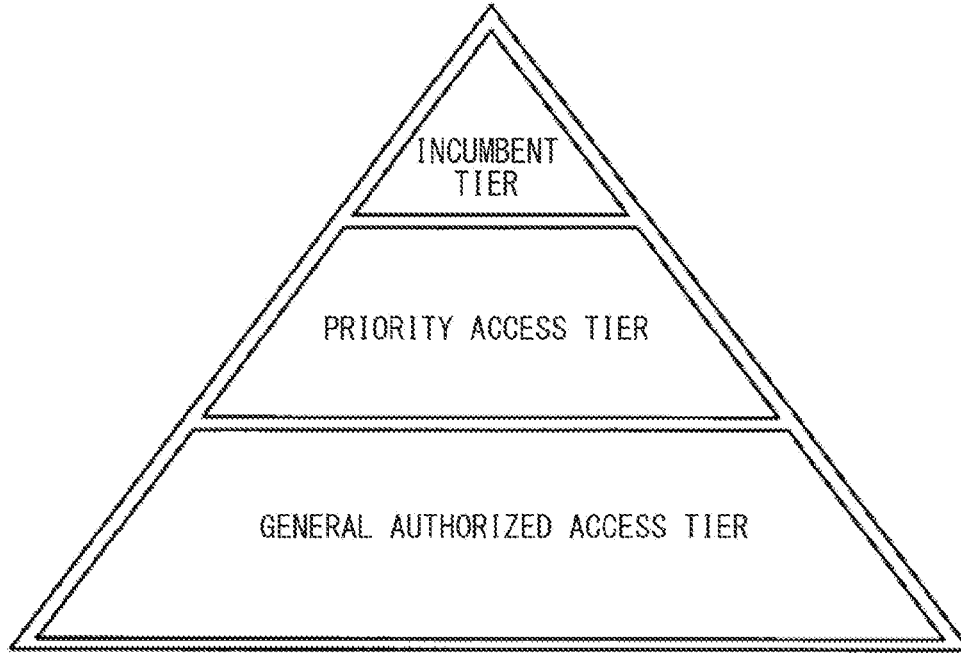 INCUMBENT
TIER
PRIORITY ACCESS TIER
GENERAL AUTHORIZED ACCESS TIER